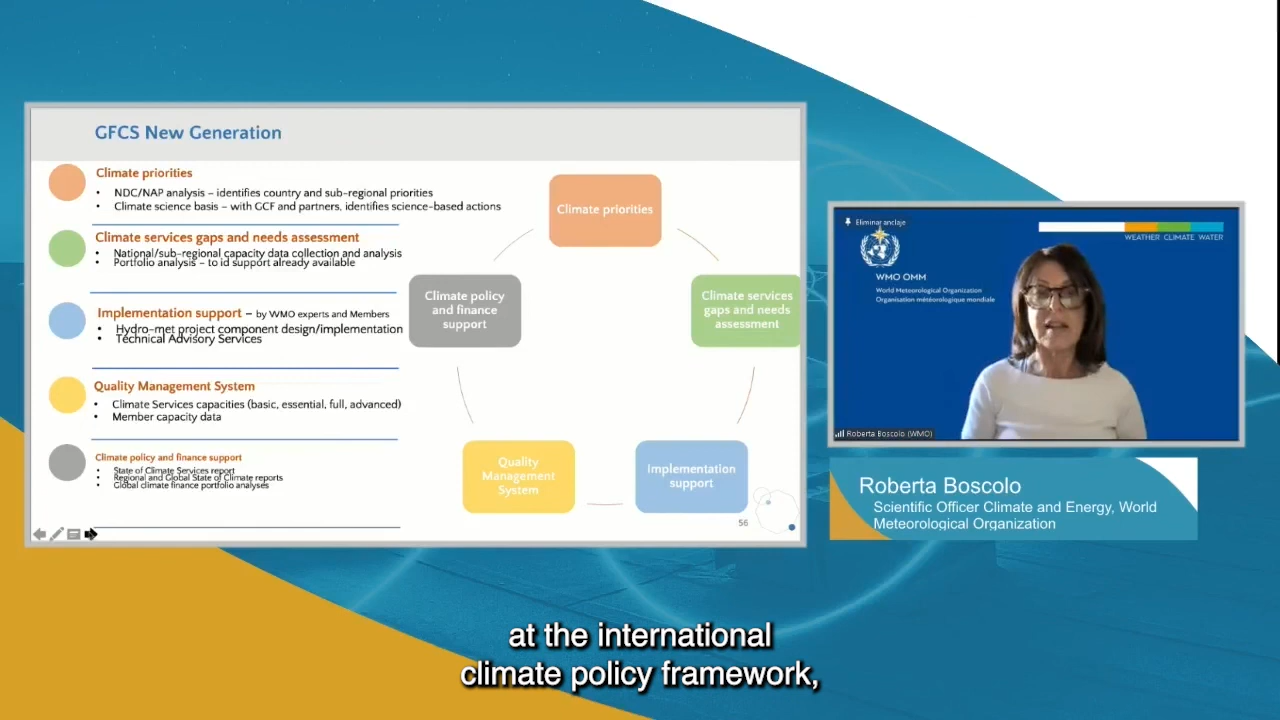 GFCS New Generation
Climate priorities
• NDC/NAP analysis – identifies country and sub-regional priorities
• Climate science basis – with GCF and partners, identifies science-based actions
Climate services gaps and needs assessment
• National/sub-regional capacity data collection and analysis
• Portfolio analysis – to id support already available
Implementation support – by WMO experts and Members
• Hydro-met project component design/implementation
• Technical Advisory Services
Quality Management System
• Climate Services capacities (basic, essential, full, advanced)
• Member capacity data
Climate policy and finance support
• State of Climate Services report
• Regional and Global State of Climate reports
• Global climate finance portfolio analyses
Climate priorities
Climate policy
and finance
support
Climate services
gaps and needs
assessment
Quality
Management
System
Implementation
support
56
Eliminar anclaje
WMO OMM
World Meteorological Organization
Organisation météorologique mondiale
WEATHER CLIMATE WATER
Roberta Boscolo (WMO)
Roberta Boscolo
Scientific Officer Climate and Energy, World
Meteorological Organization
at the international
climate policy framework,